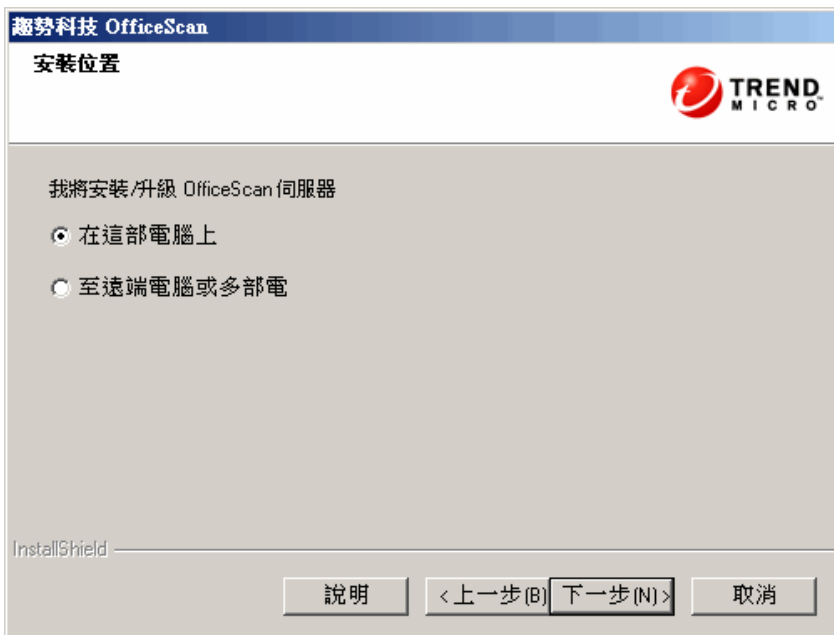 趨勢科技 OfficeScan
安裝位置
TREND
MICRO™
我將安裝/升級 OfficeScan 伺服器
在這部電腦上
至遠端電腦或多部電
InstallShield
說明
<上一步(B)
下一步(N)>
取消